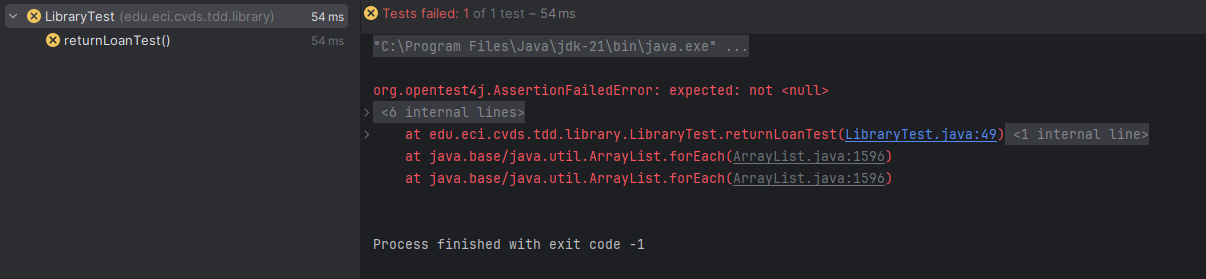 LibraryTest (edu.eci.cvds.tdd.library) 54 ms
returnLoanTest() 54 ms
Tests failed: 1 of 1 test – 54 ms
"C:\Program Files\Java\jdk-21\bin\java.exe" ...
org.opentest4j.AssertionFailedError: expected: not <null>
<6 internal lines>
at edu.eci.cvds.tdd.library.LibraryTest.returnLoanTest(LibraryTest.java:49) <1 internal line>
at java.base/java.util.ArrayList.forEach(ArrayList.java:1596)
at java.base/java.util.ArrayList.forEach(ArrayList.java:1596)
Process finished with exit code -1